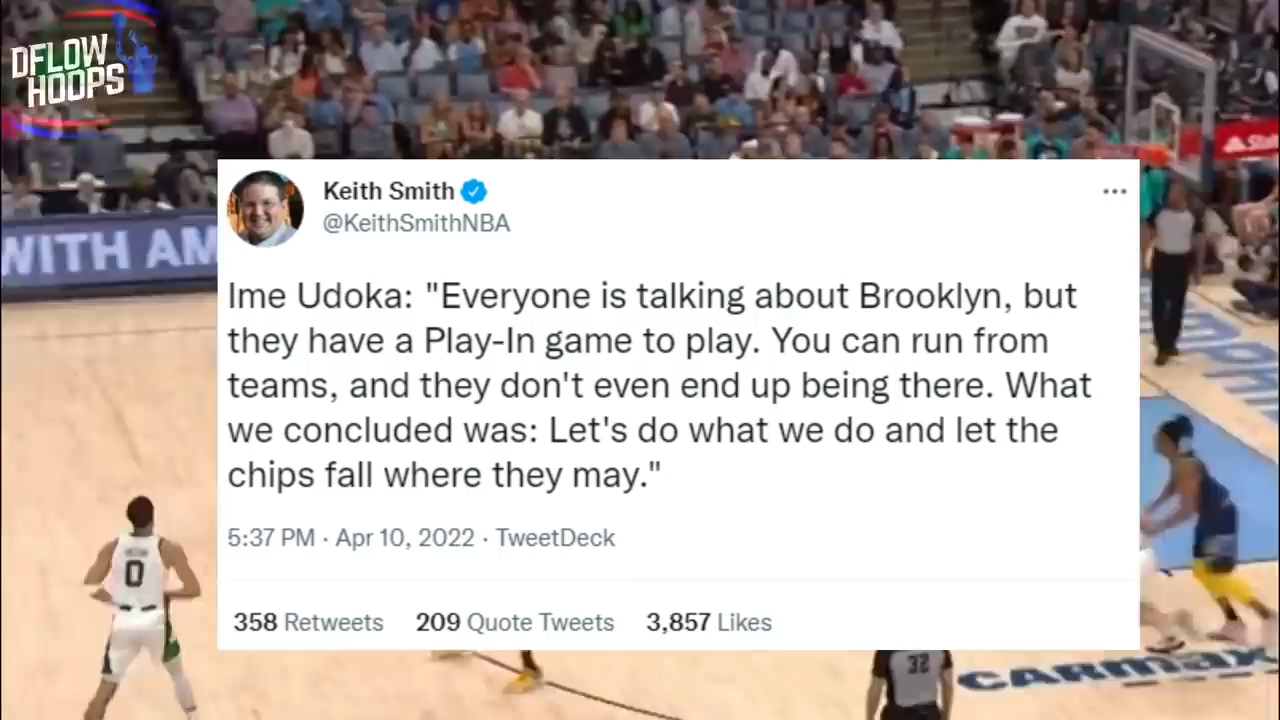 DFLOW
HOOPS
WITH AM
Keith Smith
@KeithSmithNBA
Ime Udoka: "Everyone is talking about Brooklyn, but
they have a Play-In game to play. You can run from
teams, and they don't even end up being there. What
we concluded was: Let's do what we do and let the
chips fall where they may."
5:37 PM · Apr 10, 2022 · TweetDeck
358 Retweets 209 Quote Tweets 3,857 Likes
0
32
CARMAX